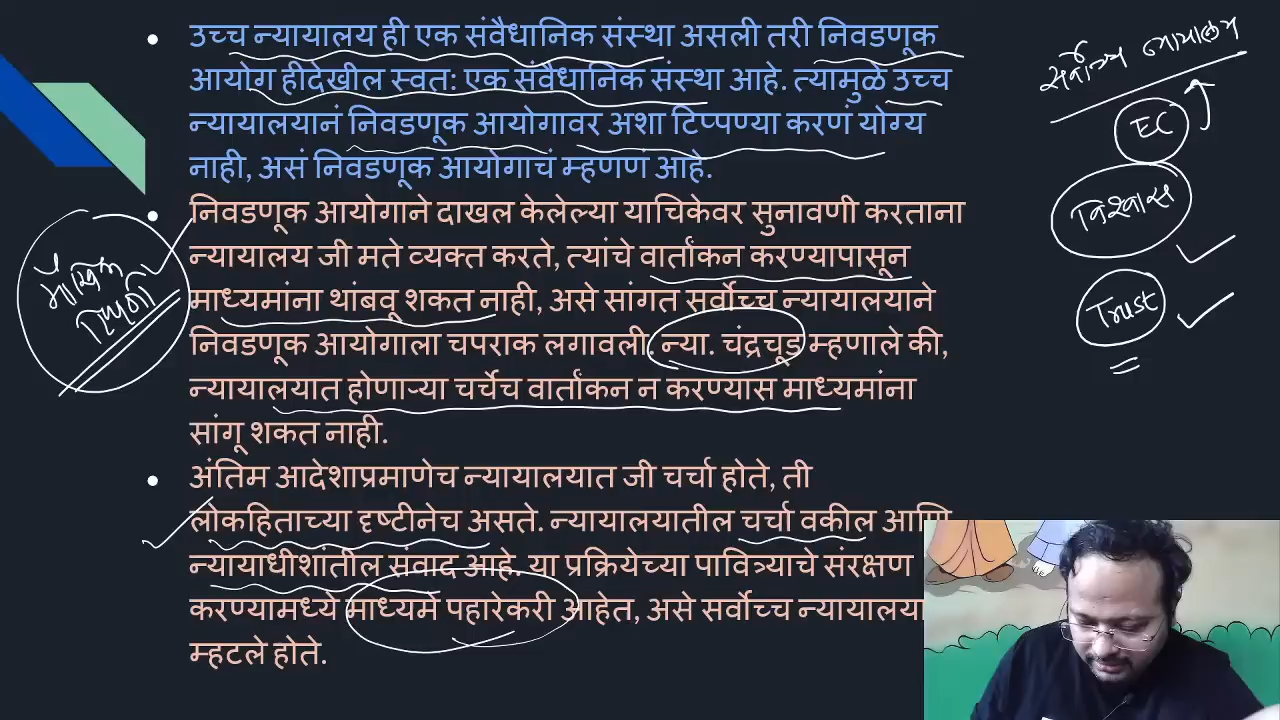 उच्च न्यायालय ही एक संवैधानिक संस्था असली तरी निवडणूक
आयोग हीदेखील स्वत: एक संवैधानिक संस्था आहे. त्यामुळे उच्च
न्यायालयानं निवडणूक आयोगावर अशा टिप्पण्या करणं योग्य
नाही, असं निवडणूक आयोगाचं म्हणणं आहे.
निवडणूक आयोगाने दाखल केलेल्या याचिकेवर सुनावणी करताना
न्यायालय जी मते व्यक्त करते, त्यांचे वार्तांकन करण्यापासून
माध्यमांना थांबवू शकत नाही, असे सांगत सर्वोच्च न्यायालयाने
निवडणूक आयोगाला चपराक लगावली. न्या. चंद्रचूड म्हणाले की,
न्यायालयात होणाऱ्या चर्चेच वार्तांकन न करण्यास माध्यमांना
सांगू शकत नाही.
अंतिम आदेशाप्रमाणेच न्यायालयात जी चर्चा होते, ती
लोकहिताच्या दृष्टीनेच असते. न्यायालयातील चर्चा वकील आणि
न्यायाधीशांतील संवाद आहे. या प्रक्रियेच्या पावित्र्याचे संरक्षण
करण्यामध्ये माध्यमे पहारेकरी आहेत, असे सर्वोच्च न्यायालया
म्हटले होते.
सर्वोच्च न्यायालय
EC
विश्वास
Trust
मौखिक